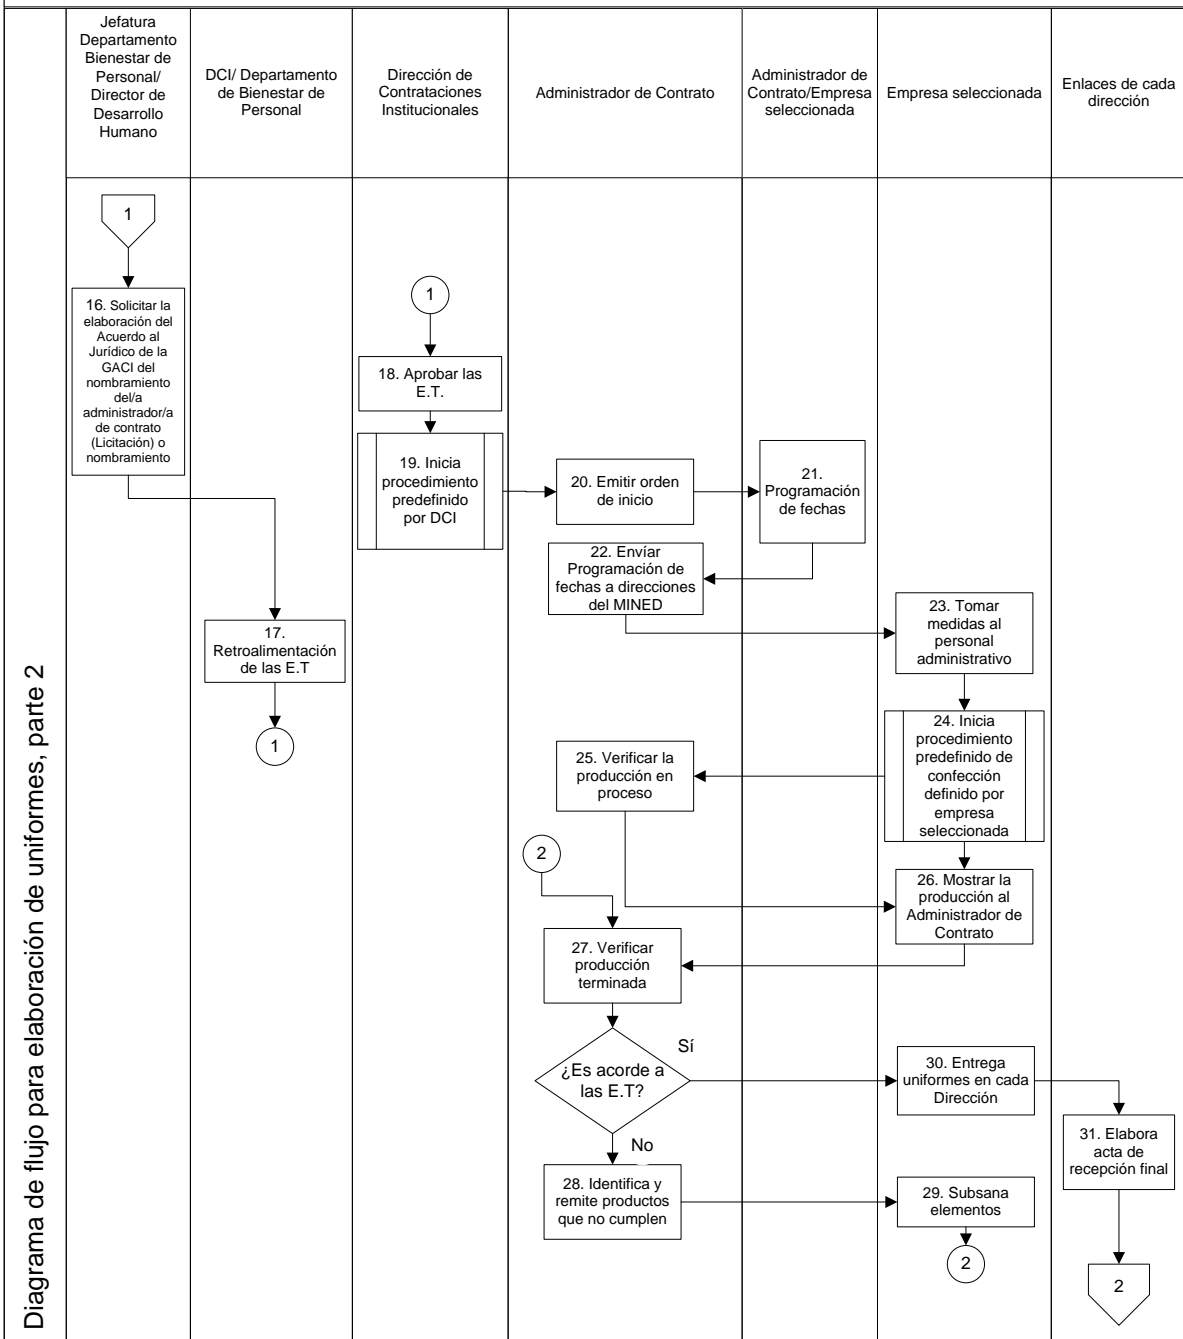 Diagrama de flujo para elaboración de uniformes, parte 2
Jefatura
Departamento
Bienestar de
Personal/
Director de
Desarrollo
Humano
DCI/ Departamento
de Bienestar de
Personal
Dirección de
Contrataciones
Institucionales
Administrador de Contrato
Administrador de
Contrato/Empresa
seleccionada
Empresa seleccionada
Enlaces de cada
dirección
1
16. Solicitar la
elaboración del
Acuerdo al
Jurídico de la
GACI del
nombramiento
del/a
administrador/a
de contrato
(Licitación) o
nombramiento
17.
Retroalimentación
de las E.T
1
1
18. Aprobar las
E.T.
19. Inicia
procedimiento
predefinido
por DCI
20. Emitir orden
de inicio
21.
Programación
de fechas
22. Envíar
Programación de
fechas a direcciones
del MINED
23. Tomar
medidas al
personal
administrativo
24. Inicia
procedimiento
predefinido de
confección
definido por
empresa
seleccionada
25. Verificar la
producción en
proceso
2
26. Mostrar la
producción al
Administrador de
Contrato
27. Verificar
producción
terminada
¿Es acorde a
las E.T?
Sí
No
28. Identifica y
remite productos
que no cumplen
29. Subsana
elementos
2
30. Entrega
uniformes en cada
Dirección
31. Elabora
acta de
recepción final
2